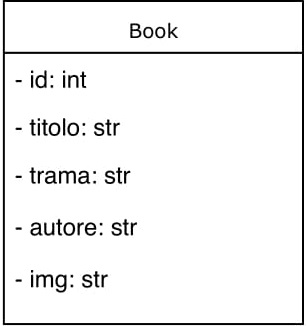 Book
- id: int
- titolo: str
- trama: str
- autore: str
- img: str